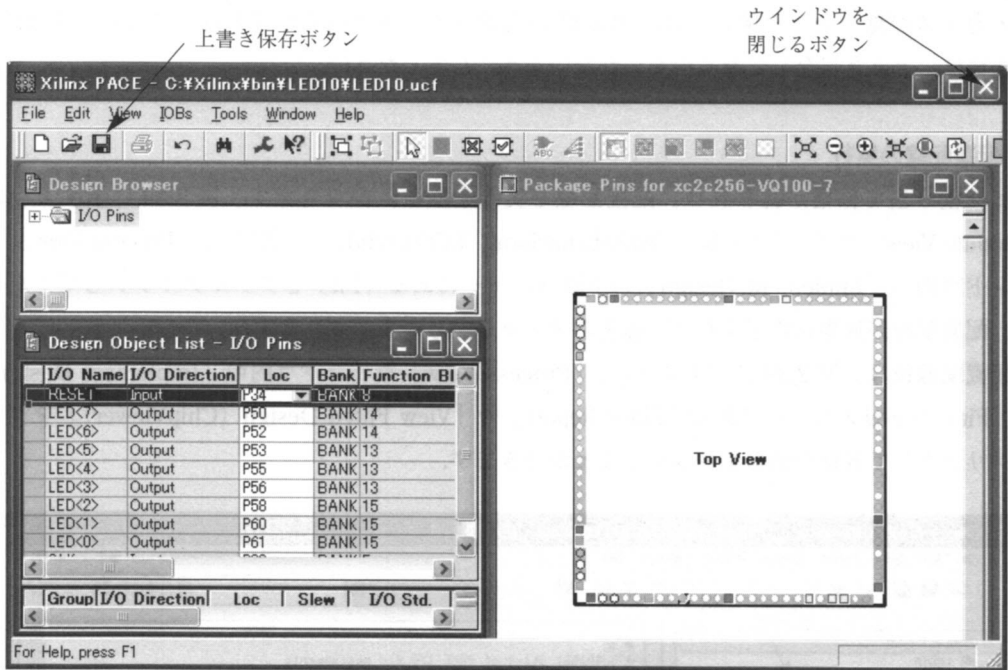 上書き保存ボタン
ウインドウを
閉じるボタン
Xilinx PACE - C:¥Xilinx¥bin¥LED10¥LED10.ucf
File Edit View IOBs Tools Window Help
ABC
Design Browser
I/O Pins
Package Pins for xc2c256-VQ100-7
Top View
Design Object List - I/O Pins
I/O Name I/O Direction Loc Bank Function Bl
RESET Input P34 BANK 8
LED<7> Output P50 BANK 14
LED<6> Output P52 BANK 14
LED<5> Output P53 BANK 13
LED<4> Output P55 BANK 13
LED<3> Output P56 BANK 13
LED<2> Output P58 BANK 15
LED<1> Output P60 BANK 15
LED<0> Output P61 BANK 15
Group I/O Direction Loc Slew I/O Std.
For Help, press F1